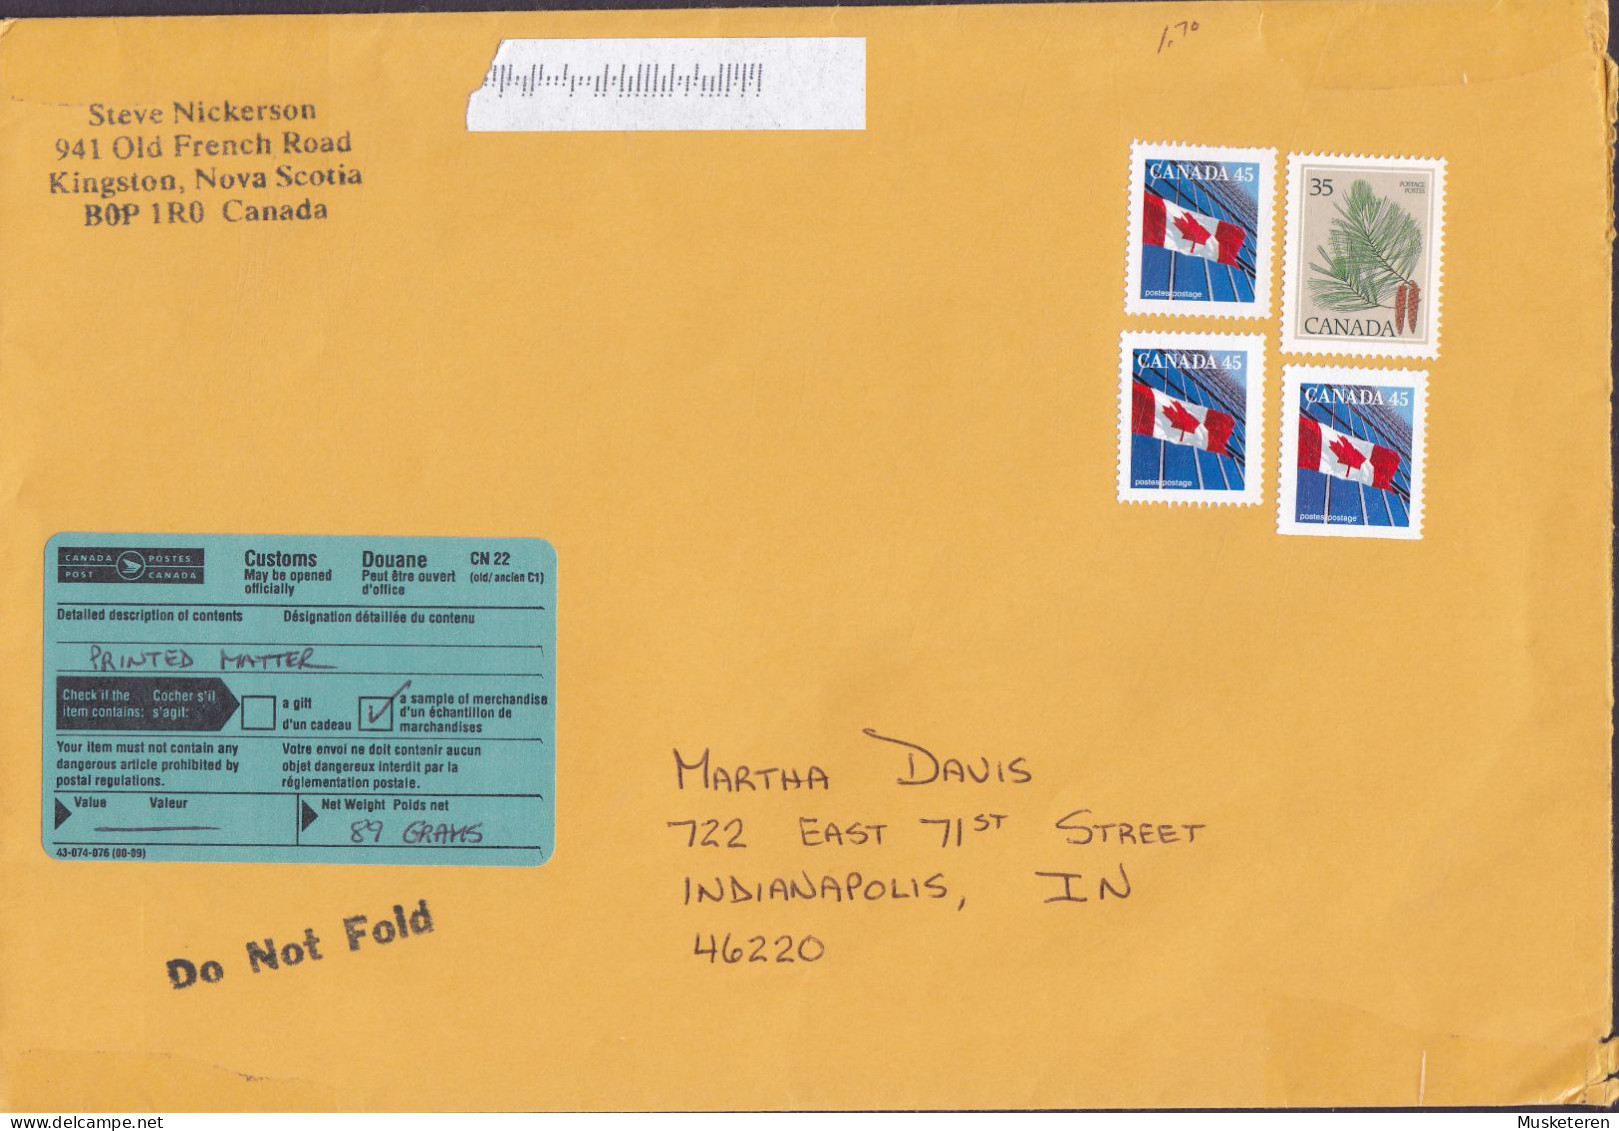 1.70
Steve Nickerson
941 Old French Road
Kingston, Nova Scotia
B0P 1R0 Canada
CANADA 45
postes/postage
35
POSTAGE
POSTES
CANADA
CANADA 45
postes/postage
CANADA 45
postes/postage
CANADA POSTES
POST CANADA
Customs
May be opened
officially
Douane
Peut être ouvert
d'office
CN 22
(old/ancien C1)
Detailed description of contents Désignation détaillée du contenu
PRINTED MATTER
Check if the Cocher s'il
item contains: s'agit:
a gift
d'un cadeau
a sample of merchandise
d'un échantillon de
marchandises
Your item must not contain any
dangerous article prohibited by
postal regulations.
Votre envoi ne doit contenir aucun
objet dangereux interdit par la
réglementation postale.
Value Valeur
Net Weight Poids net
89 GRAMS
43-074-076 (00-09)
Do Not Fold
MARTHA DAVIS
722 EAST 71ST STREET
INDIANAPOLIS, IN
46220
Musketeren